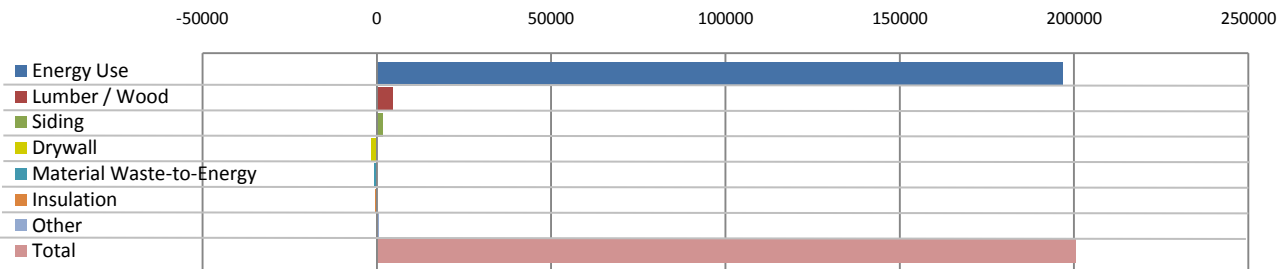 -50000 0 50000 100000 150000 200000 250000
Energy Use
Lumber / Wood
Siding
Drywall
Material Waste-to-Energy
Insulation
Other
Total